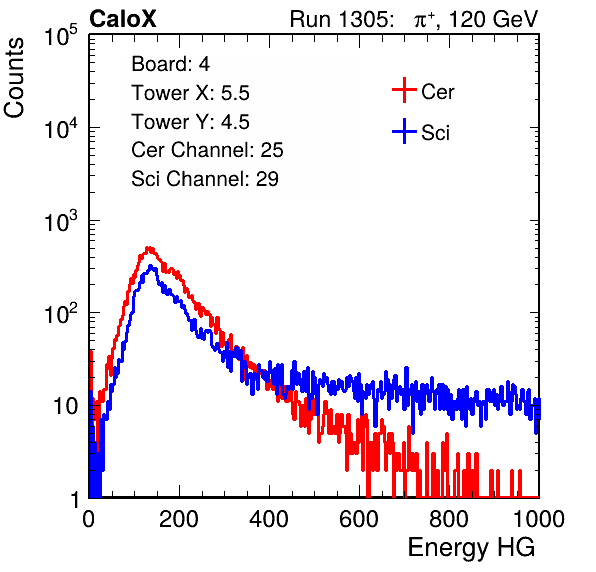 CaloX Run 1305: π⁺, 120 GeV
Counts
10⁵
10⁴
10³
10²
10
1
Board: 4
Tower X: 5.5
Tower Y: 4.5
Cer Channel: 25
Sci Channel: 29
Cer
Sci
0 200 400 600 800 1000
Energy HG